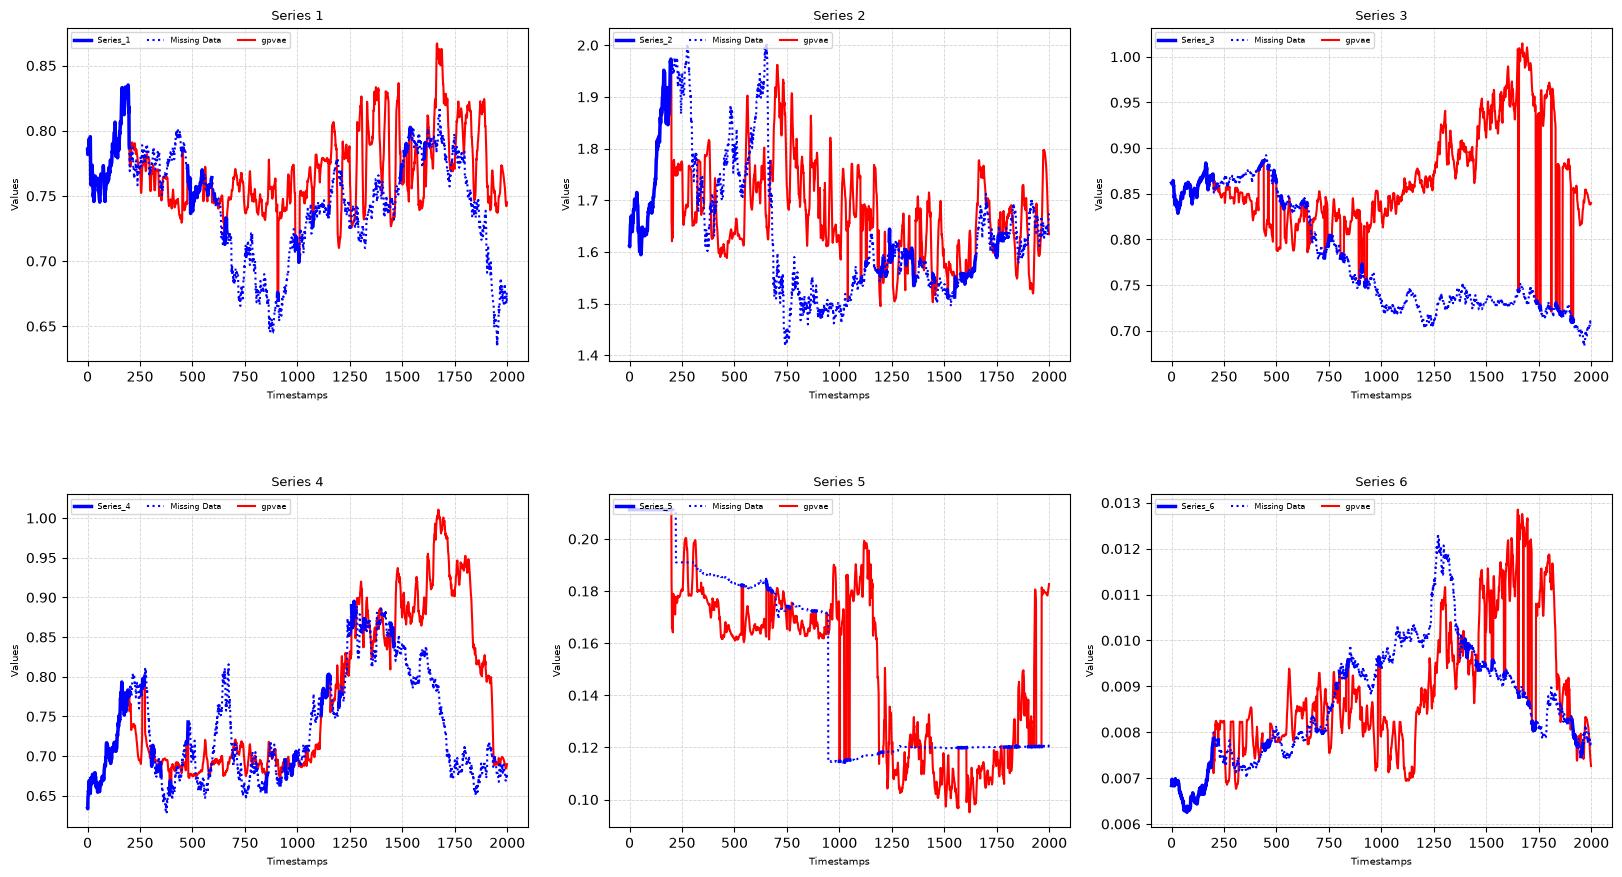 Series 1
Series_1 Missing Data gpvae
Values
0.85
0.80
0.75
0.70
0.65
0 250 500 750 1000 1250 1500 1750 2000
Timestamps
Series 2
Series_2 Missing Data gpvae
Values
2.0
1.9
1.8
1.7
1.6
1.5
1.4
0 250 500 750 1000 1250 1500 1750 2000
Timestamps
Series 3
Series_3 Missing Data gpvae
Values
1.00
0.95
0.90
0.85
0.80
0.75
0.70
0 250 500 750 1000 1250 1500 1750 2000
Timestamps
Series 4
Series_4 Missing Data gpvae
Values
1.00
0.95
0.90
0.85
0.80
0.75
0.70
0.65
0 250 500 750 1000 1250 1500 1750 2000
Timestamps
Series 5
Series_5 Missing Data gpvae
Values
0.20
0.18
0.16
0.14
0.12
0.10
0 250 500 750 1000 1250 1500 1750 2000
Timestamps
Series 6
Series_6 Missing Data gpvae
Values
0.013
0.012
0.011
0.010
0.009
0.008
0.007
0.006
0 250 500 750 1000 1250 1500 1750 2000
Timestamps